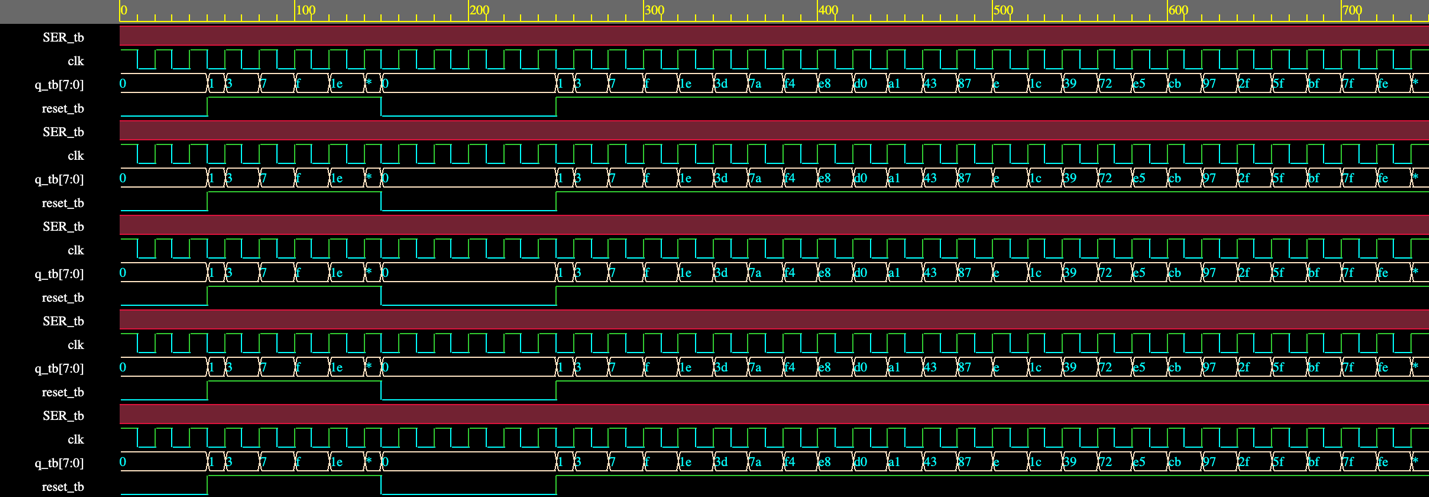 0 100 200 300 400 500 600 700
SER_tb
clk
q_tb[7:0] 0 1 3 7 f 1e * 0 1 3 7 f 1e 3d 7a f4 e8 d0 a1 43 87 e 1c 39 72 e5 cb 97 2f 5f bf 7f fe *
reset_tb
SER_tb
clk
q_tb[7:0] 0 1 3 7 f 1e * 0 1 3 7 f 1e 3d 7a f4 e8 d0 a1 43 87 e 1c 39 72 e5 cb 97 2f 5f bf 7f fe *
reset_tb
SER_tb
clk
q_tb[7:0] 0 1 3 7 f 1e * 0 1 3 7 f 1e 3d 7a f4 e8 d0 a1 43 87 e 1c 39 72 e5 cb 97 2f 5f bf 7f fe *
reset_tb
SER_tb
clk
q_tb[7:0] 0 1 3 7 f 1e * 0 1 3 7 f 1e 3d 7a f4 e8 d0 a1 43 87 e 1c 39 72 e5 cb 97 2f 5f bf 7f fe *
reset_tb
SER_tb
clk
q_tb[7:0] 0 1 3 7 f 1e * 0 1 3 7 f 1e 3d 7a f4 e8 d0 a1 43 87 e 1c 39 72 e5 cb 97 2f 5f bf 7f fe *
reset_tb